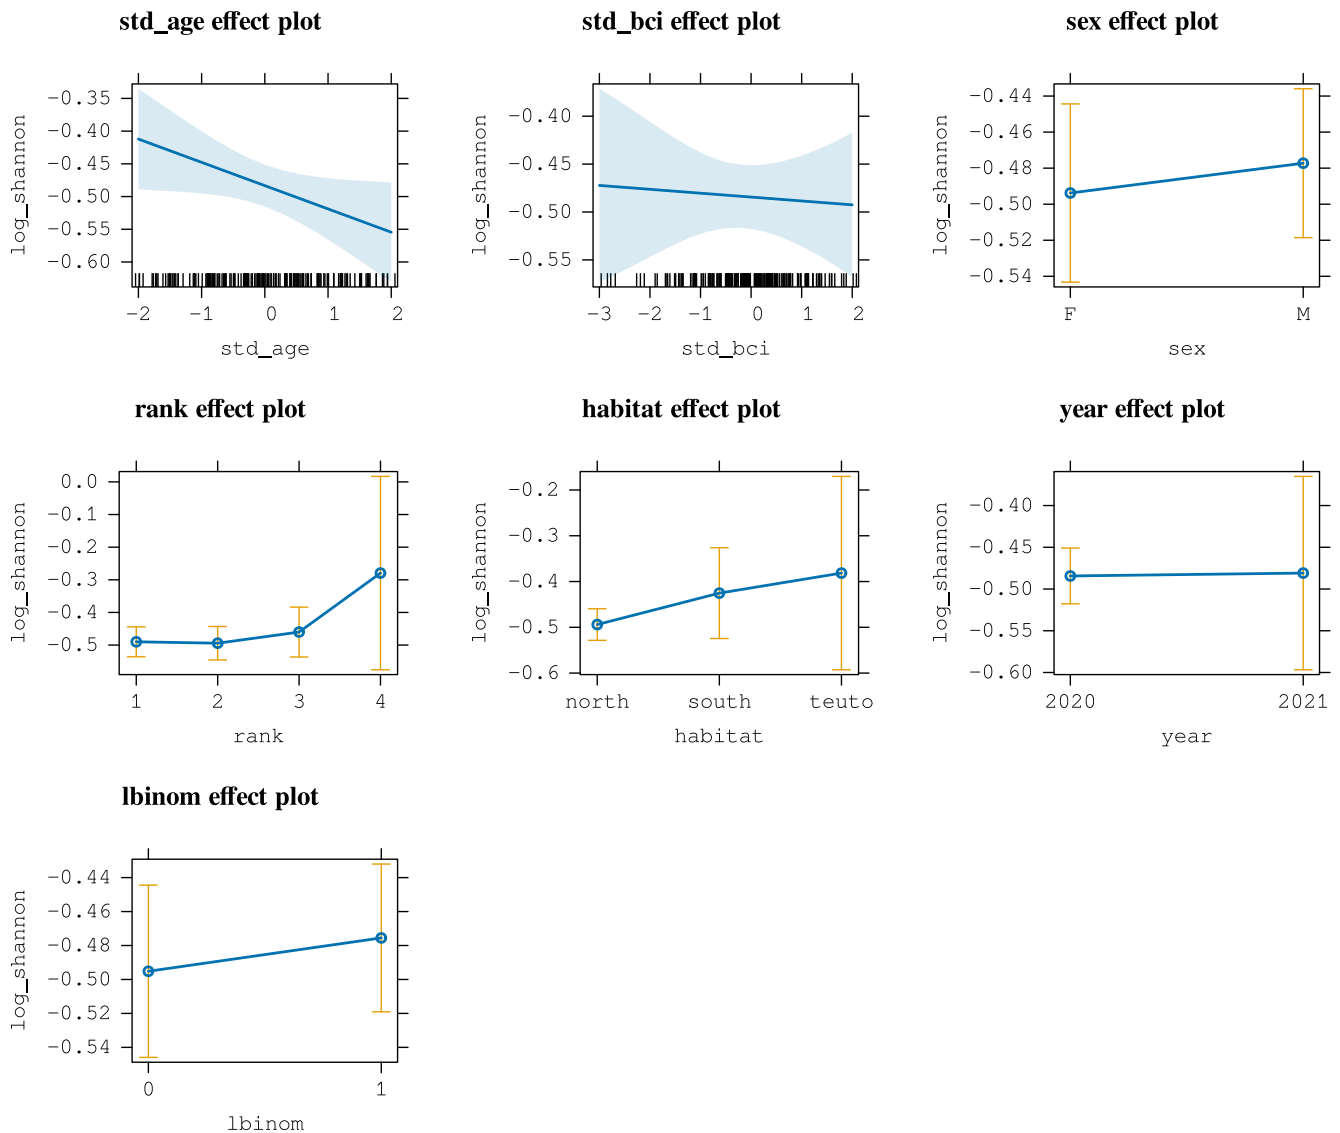 std_age effect plot
log_shannon
−0.35
−0.40
−0.45
−0.50
−0.55
−0.60
−2 −1 0 1 2
std_age
std_bci effect plot
log_shannon
−0.40
−0.45
−0.50
−0.55
−3 −2 −1 0 1 2
std_bci
sex effect plot
log_shannon
−0.44
−0.46
−0.48
−0.50
−0.52
−0.54
F M
sex
rank effect plot
log_shannon
0.0
−0.1
−0.2
−0.3
−0.4
−0.5
1 2 3 4
rank
habitat effect plot
log_shannon
−0.2
−0.3
−0.4
−0.5
−0.6
north south teuto
habitat
year effect plot
log_shannon
−0.40
−0.45
−0.50
−0.55
−0.60
2020 2021
year
lbinom effect plot
log_shannon
−0.44
−0.46
−0.48
−0.50
−0.52
−0.54
0 1
lbinom